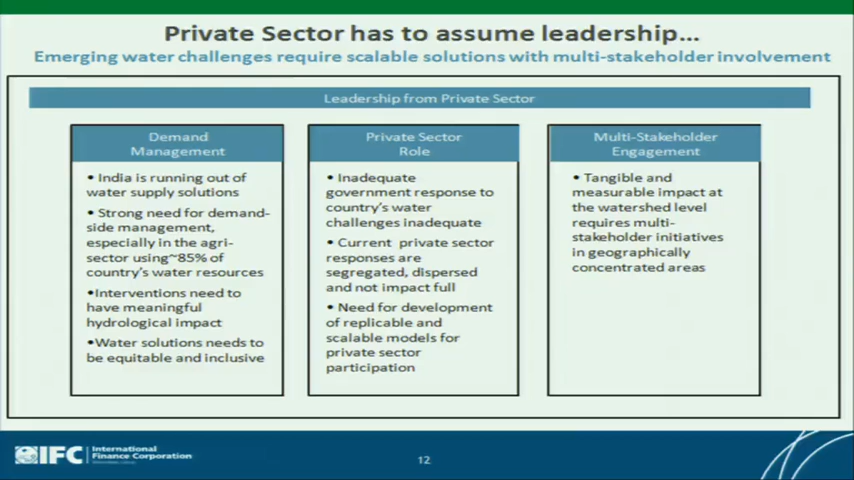 Private Sector has to assume leadership...
Emerging water challenges require scalable solutions with multi-stakeholder involvement
Leadership from Private Sector
Demand
Management
• India is running out of
water supply solutions
• Strong need for demand-
side management,
especially in the agri-
sector using~85% of
country's water resources
•Interventions need to
have meaningful
hydrological impact
•Water solutions needs to
be equitable and inclusive
Private Sector
Role
• Inadequate
government response to
country's water
challenges inadequate
• Current private sector
responses are
segregated, dispersed
and not impact full
• Need for development
of replicable and
scalable models for
private sector
participation
Multi-Stakeholder
Engagement
• Tangible and
measurable impact at
the watershed level
requires multi-
stakeholder initiatives
in geographically
concentrated areas
IFC
International
Finance Corporation
12